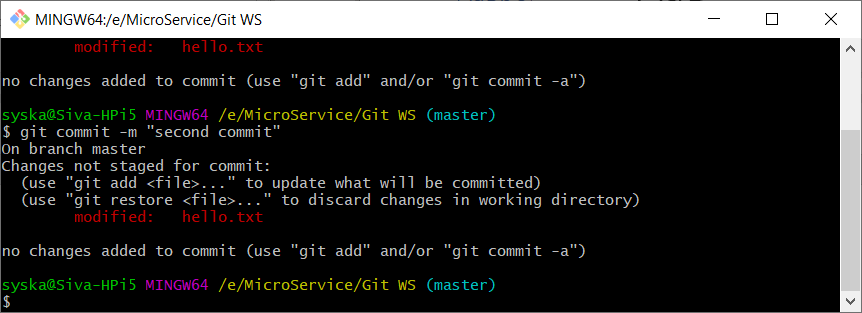 MINGW64:/e/MicroService/Git WS
modified: hello.txt
no changes added to commit (use "git add" and/or "git commit -a")
syska@Siva-HPi5 MINGW64 /e/MicroService/Git WS (master)
$ git commit -m "second commit"
On branch master
Changes not staged for commit:
(use "git add <file>..." to update what will be committed)
(use "git restore <file>..." to discard changes in working directory)
modified: hello.txt
no changes added to commit (use "git add" and/or "git commit -a")
syska@Siva-HPi5 MINGW64 /e/MicroService/Git WS (master)
$